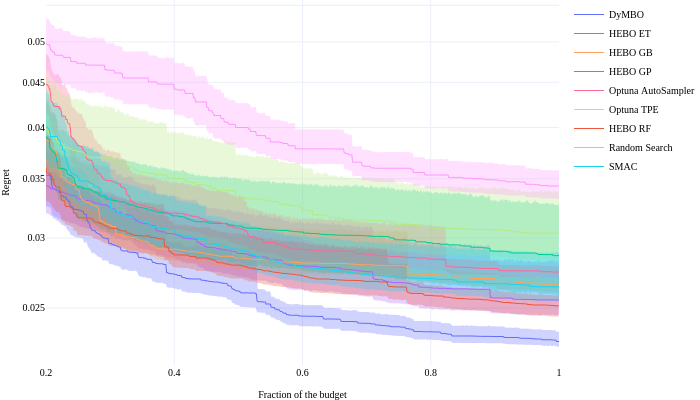 0.05
0.045
0.04
0.035
0.03
0.025
Regret
0.2
0.4
0.6
0.8
1
Fraction of the budget
DyMBO
HEBO ET
HEBO GB
HEBO GP
Optuna AutoSampler
Optuna TPE
HEBO RF
Random Search
SMAC